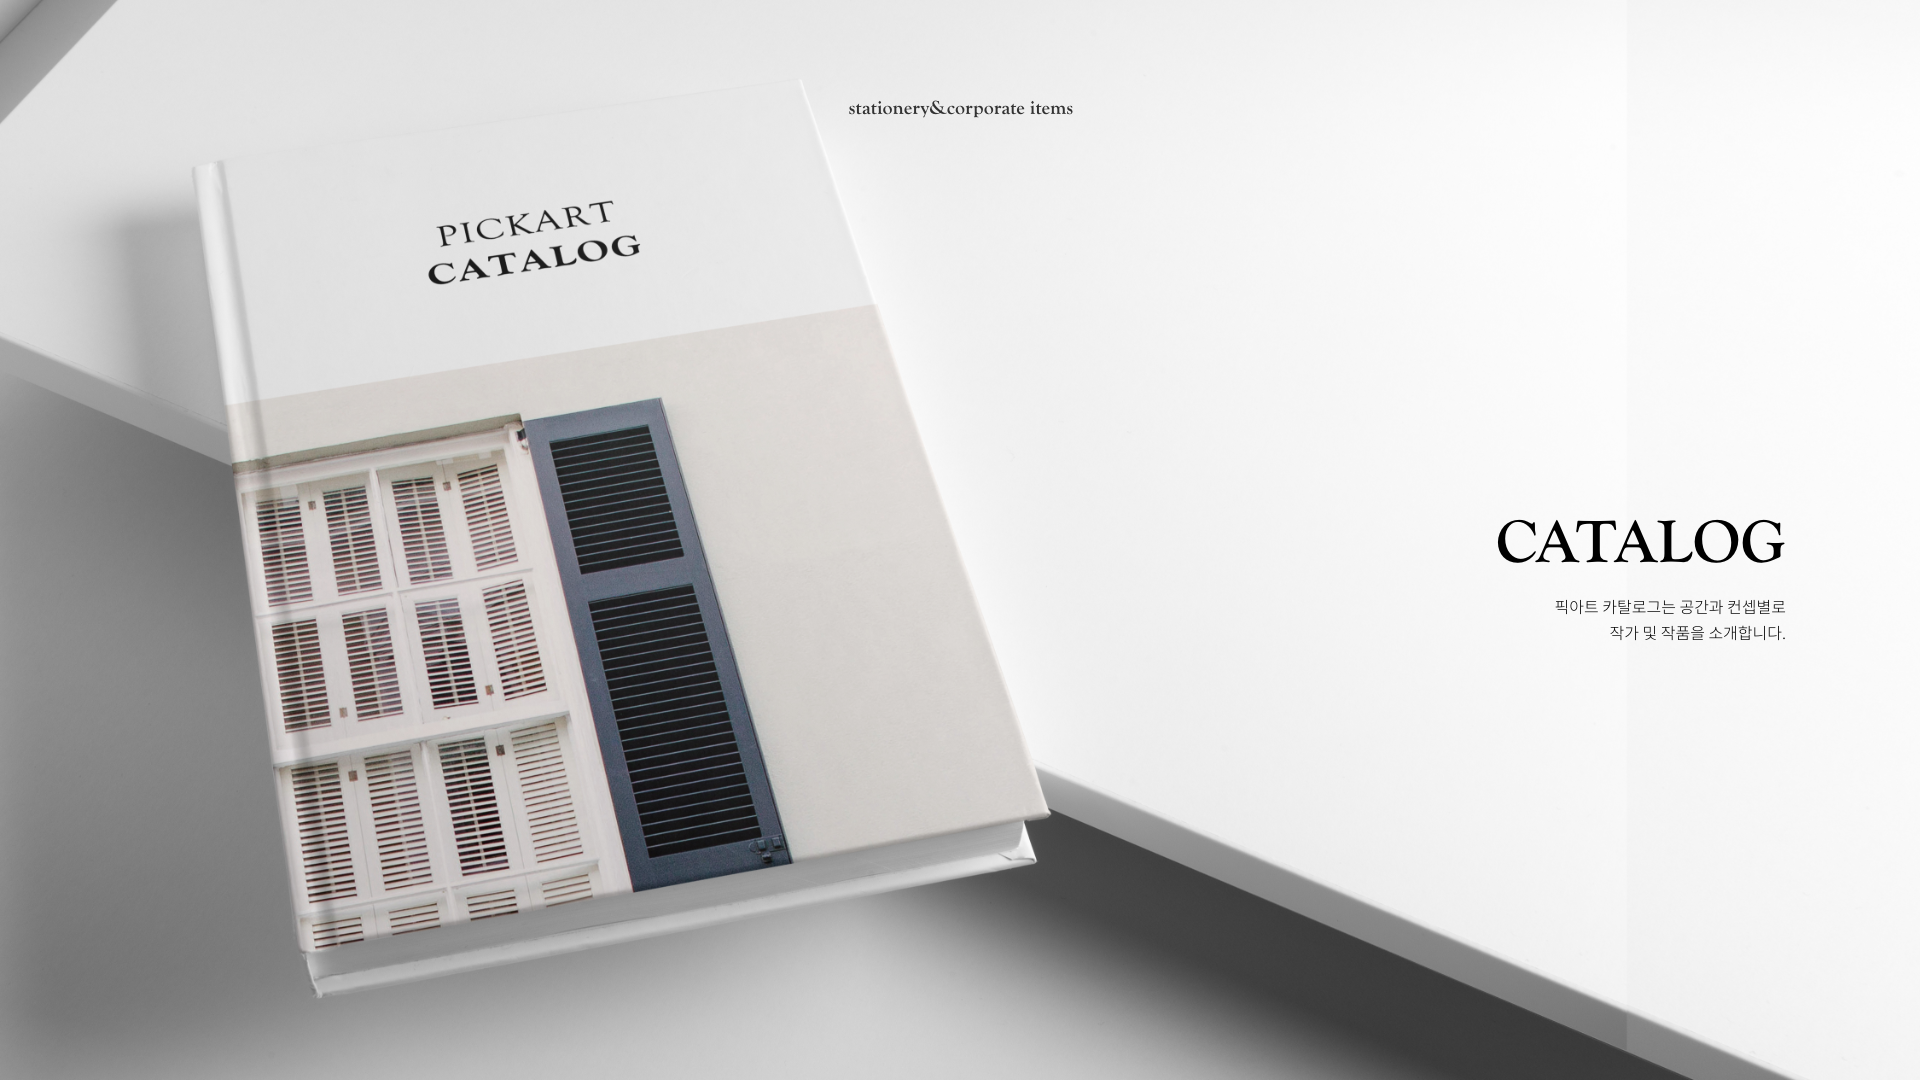 stationery&corporate items
PICKART
CATALOG
CATALOG
픽아트 카탈로그는 공간과 컨셉별로
작가 및 작품을 소개합니다.